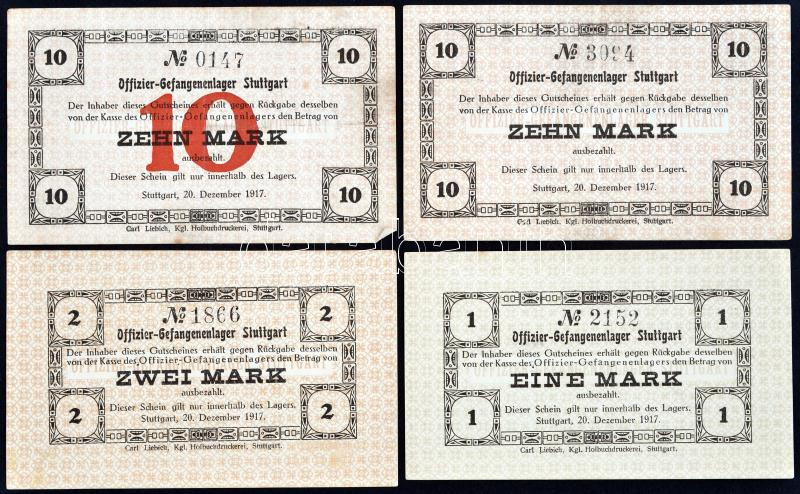 10 № 0147 10
Offizier-Gefangenenlager Stuttgart
Der Inhaber dieses Gutscheines erhält gegen Rückgabe desselben
von der Kasse des Offizier-Gefangenenlagers den Betrag von
10
ZEHN MARK
ausbezahlt.
Dieser Schein gilt nur innerhalb des Lagers.
10 Stuttgart, 20. Dezember 1917. 10
Carl Liebich, Kgl. Hofbuchdruckerei, Stuttgart.
10 № 3094 10
Offizier-Gefangenenlager Stuttgart
Der Inhaber dieses Gutscheines erhält gegen Rückgabe desselben
von der Kasse des Offizier-Gefangenenlagers den Betrag von
ZEHN MARK
ausbezahlt.
Dieser Schein gilt nur innerhalb des Lagers.
10 Stuttgart, 20. Dezember 1917. 10
Carl Liebich, Kgl. Hofbuchdruckerei, Stuttgart.
2 № 1866 2
Offizier-Gefangenenlager Stuttgart
Der Inhaber dieses Gutscheines erhält gegen Rückgabe desselben
von der Kasse des Offizier-Gefangenenlagers den Betrag von
ZWEI MARK
ausbezahlt.
Dieser Schein gilt nur innerhalb des Lagers.
2 Stuttgart, 20. Dezember 1917. 2
Carl Liebich, Kgl. Hofbuchdruckerei, Stuttgart.
1 № 2152 1
Offizier-Gefangenenlager Stuttgart
Der Inhaber dieses Gutscheines erhält gegen Rückgabe desselben
von der Kasse des Offizier-Gefangenenlagers den Betrag von
EINE MARK
ausbezahlt.
Dieser Schein gilt nur innerhalb des Lagers.
1 Stuttgart, 20. Dezember 1917. 1
Carl Liebich, Kgl. Hofbuchdruckerei, Stuttgart.